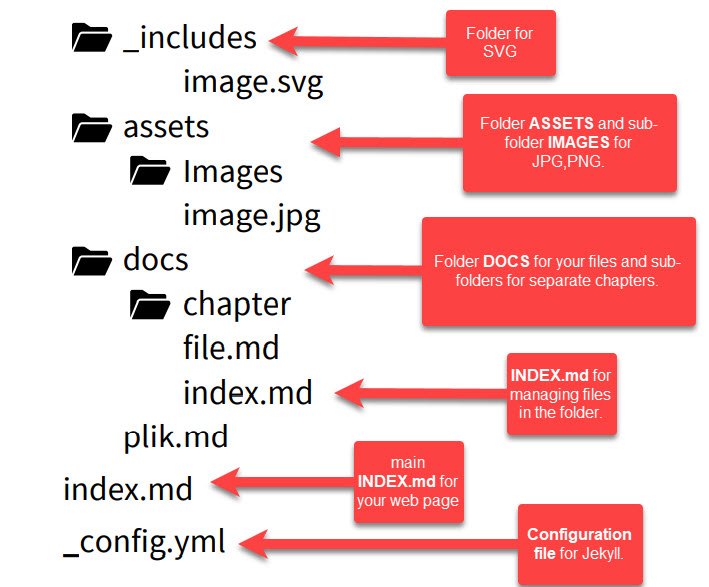 _includes
Folder for
SVG
image.svg
assets
Folder ASSETS and sub-
folder IMAGES for
JPG,PNG.
Images
image.jpg
docs
Folder DOCS for your files and sub-
folders for separate chapters.
chapter
file.md
index.md
INDEX.md for
managing files
in the folder.
plik.md
index.md
main
INDEX.md for
your web page
_config.yml
Configuration
file for Jekyll.